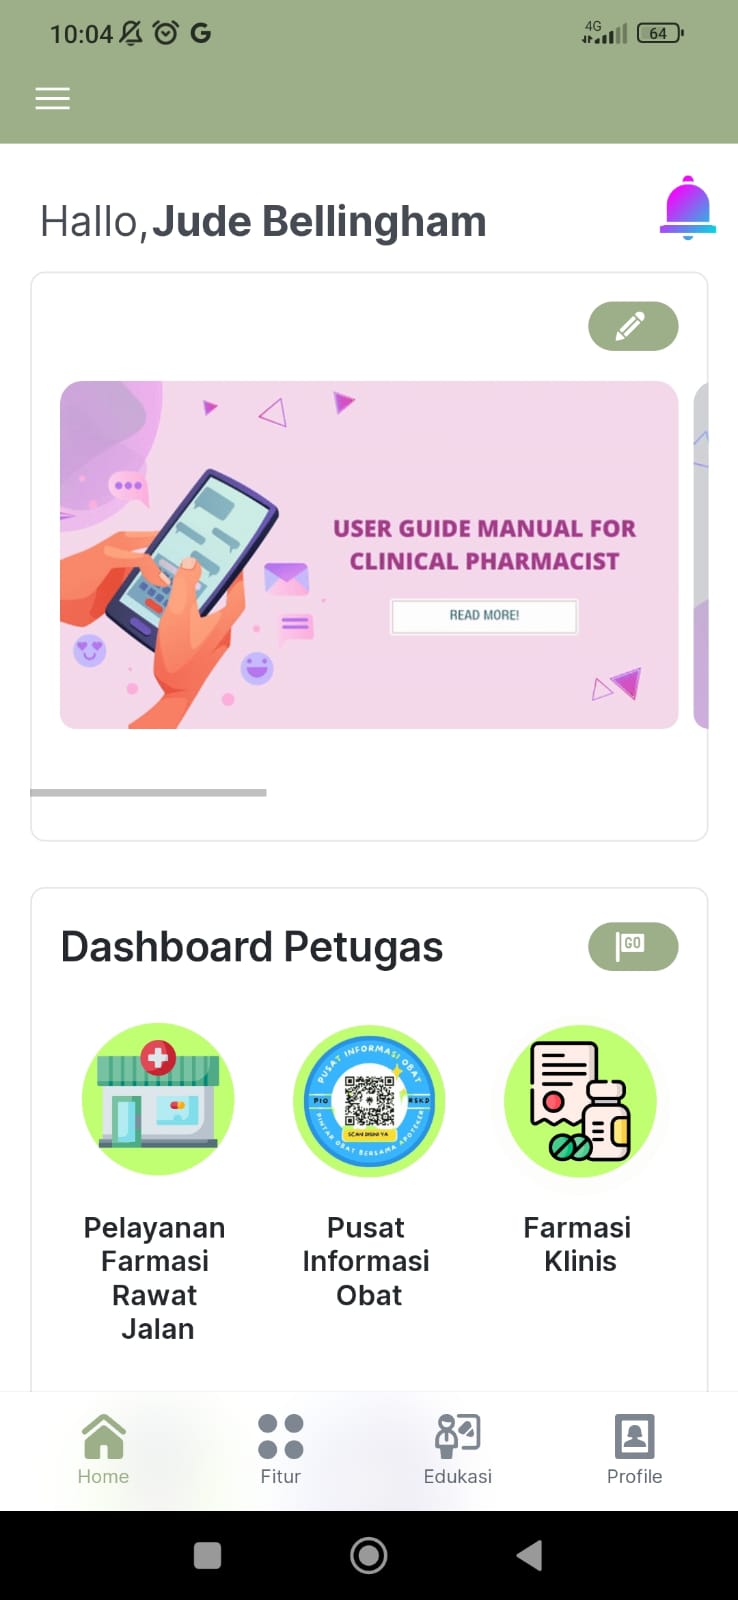 10:04
4G
64
Hallo, Jude Bellingham
USER GUIDE MANUAL FOR
CLINICAL PHARMACIST
READ MORE!
Dashboard Petugas
GO
PUSAT INFORMASI OBAT
PIO
RSKD
SCAN DISINI YA
PINTAR OBAT BERSAMA APOTEKER
Pelayanan
Farmasi
Rawat
Jalan
Pusat
Informasi
Obat
Farmasi
Klinis
Home
Fitur
Edukasi
Profile